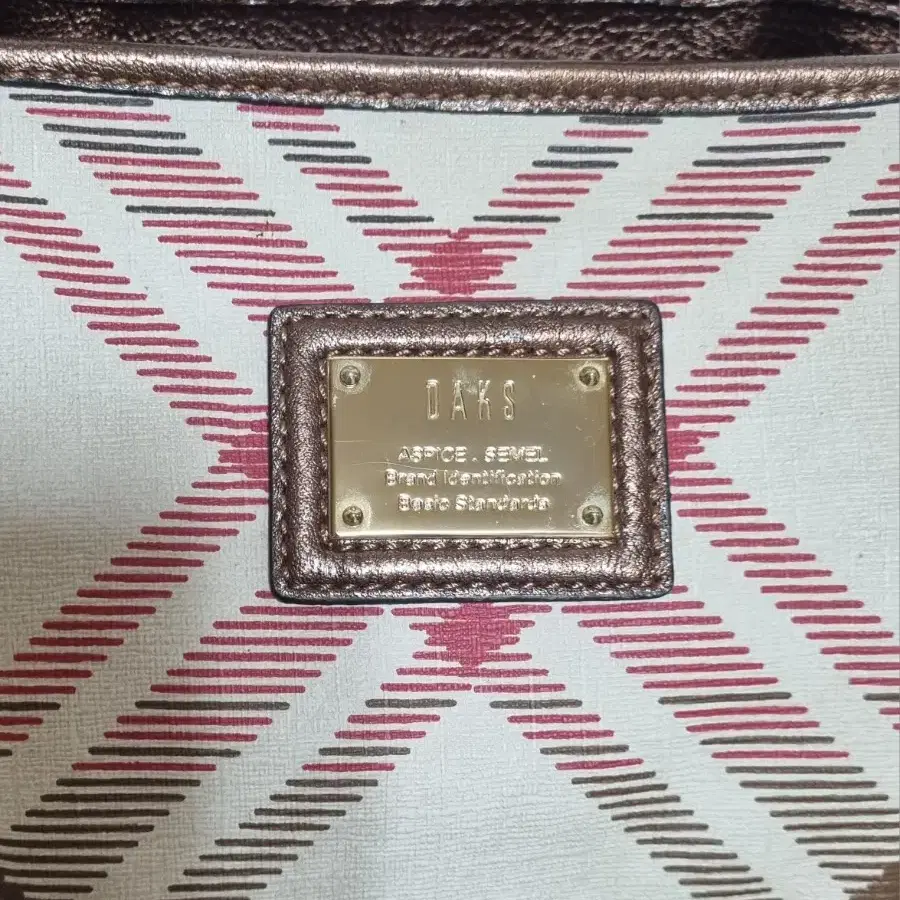 DAKS
ASPICE . SEMEL
Brand Identification
Basic Standards